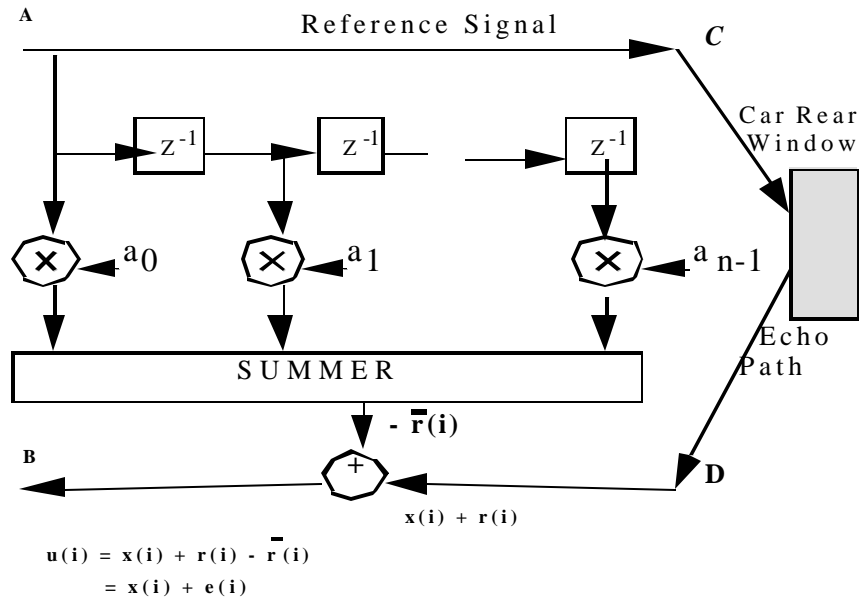 A
Reference Signal
C
Car Rear
Window
z⁻¹
z⁻¹
z⁻¹
× a0
× a1
× a n-1
Echo
Path
SUMMER
- r̅(i)
B
+
D
x(i) + r(i)
u(i) = x(i) + r(i) - r̅(i)
= x(i) + e(i)